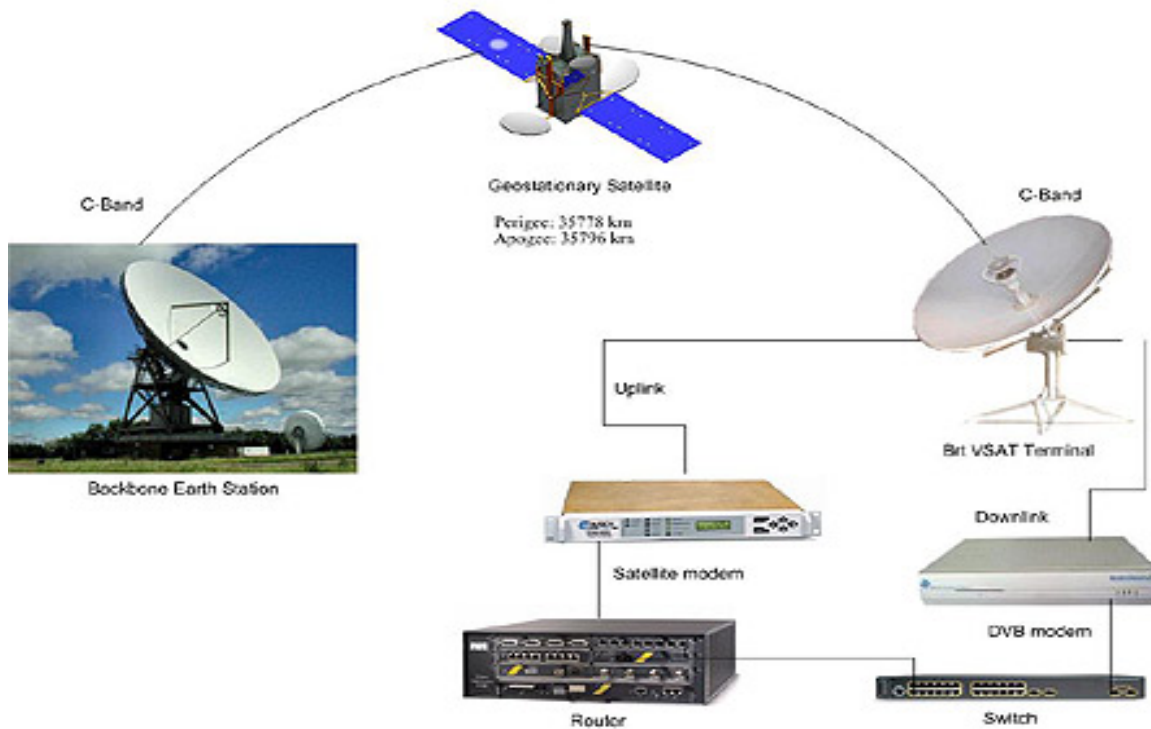 Geostationary Satellite
Perigee: 35778 km
Apogee: 35796 km
C-Band
C-Band
Backbone Earth Station
Uplink
Brt VSAT Terminal
Downlink
Satellite modem
DVB modem
Router
Switch